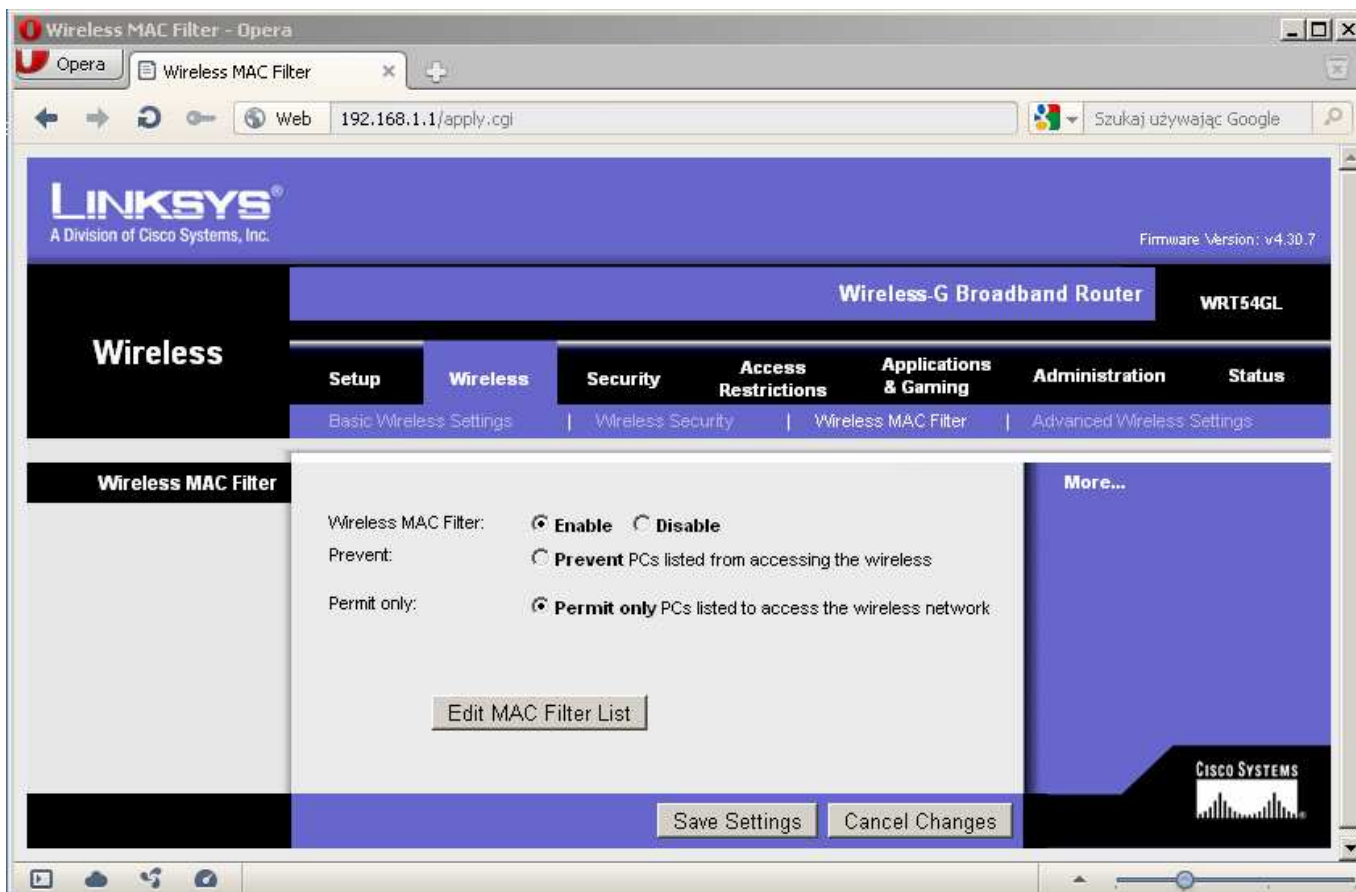 Wireless MAC Filter - Opera
Opera
Wireless MAC Filter
Web
192.168.1.1/apply.cgi
Szukaj używając Google
LINKSYS®
A Division of Cisco Systems, Inc.
Firmware Version: v4.30.7
Wireless-G Broadband Router
WRT54GL
Wireless
Setup
Wireless
Security
Access Restrictions
Applications & Gaming
Administration
Status
Basic Wireless Settings | Wireless Security | Wireless MAC Filter | Advanced Wireless Settings
Wireless MAC Filter
More...
Wireless MAC Filter: Enable Disable
Prevent: Prevent PCs listed from accessing the wireless
Permit only: Permit only PCs listed to access the wireless network
Edit MAC Filter List
CISCO SYSTEMS
Save Settings
Cancel Changes